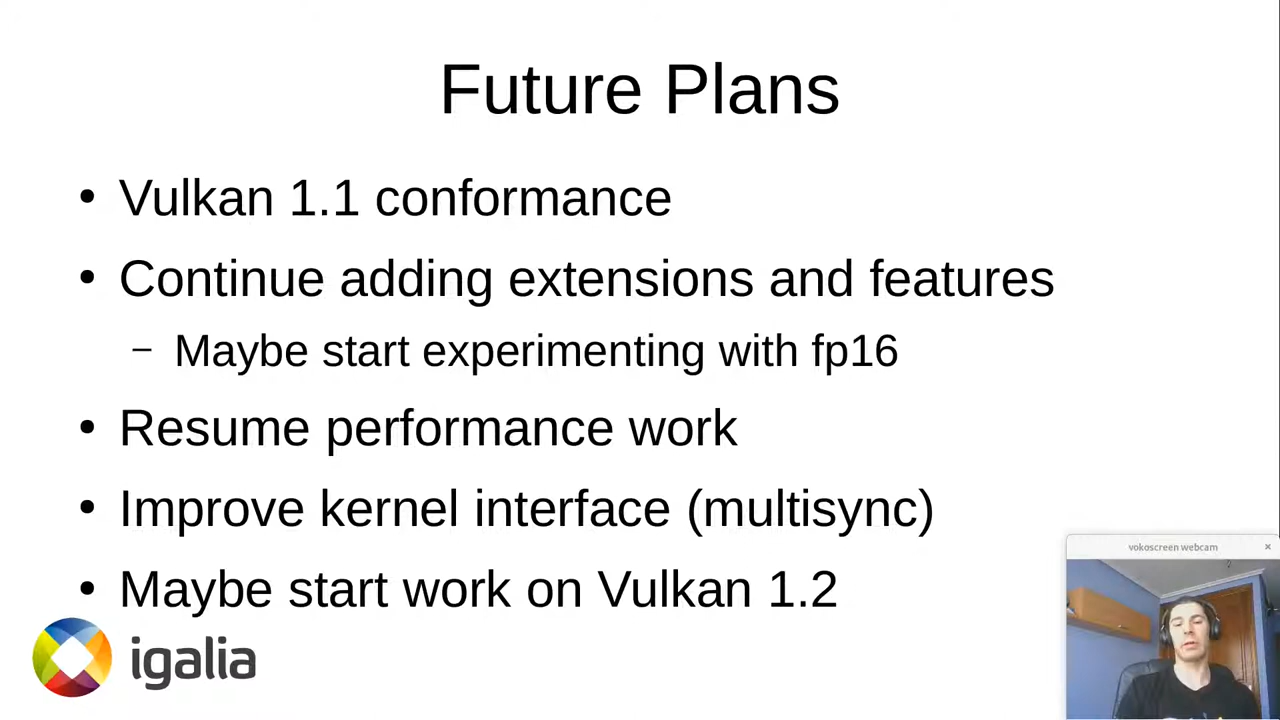 Future Plans
• Vulkan 1.1 conformance
• Continue adding extensions and features
– Maybe start experimenting with fp16
• Resume performance work
• Improve kernel interface (multisync)
• Maybe start work on Vulkan 1.2
igalia
vokoscreen webcam